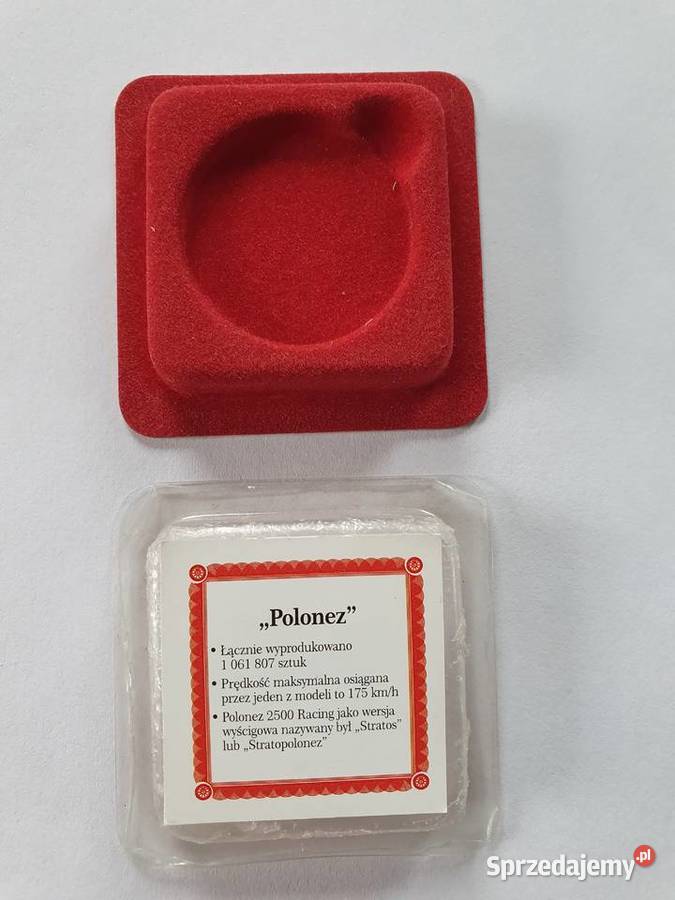 „Polonez”
• Łącznie wyprodukowano
1 061 807 sztuk
• Prędkość maksymalna osiągana
przez jeden z modeli to 175 km/h
• Polonez 2500 Racing jako wersja
wyścigowa nazywany był „Stratos”
lub „Stratopolonez”
Sprzedajemy.pl